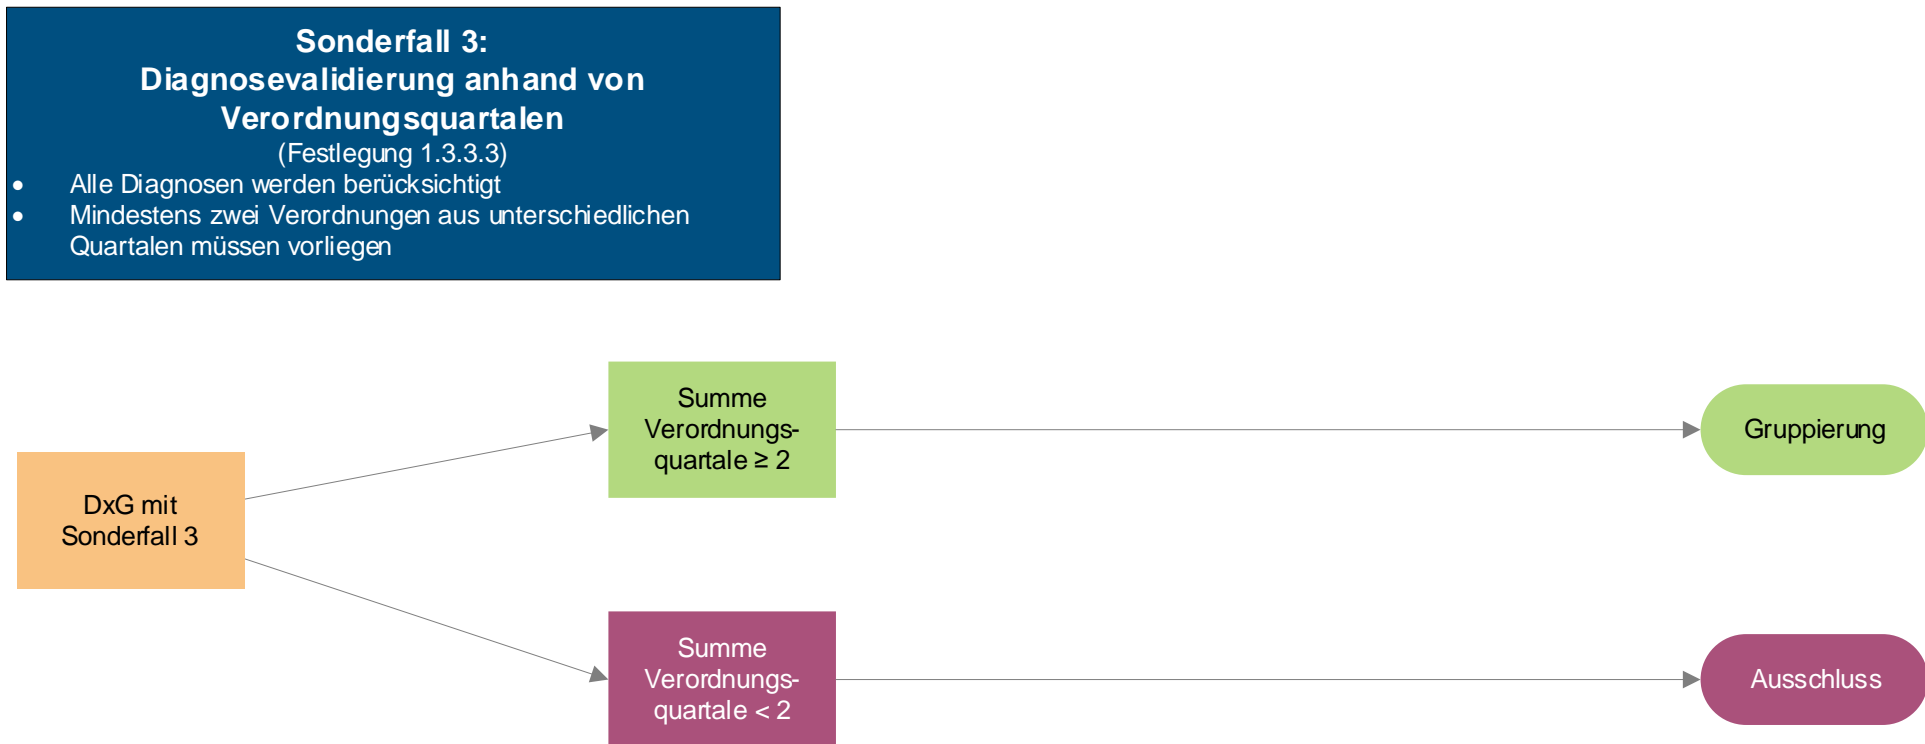 Sonderfall 3:
Diagnosevalidierung anhand von
Verordnungsquartalen
(Festlegung 1.3.3.3)
• Alle Diagnosen werden berücksichtigt
• Mindestens zwei Verordnungen aus unterschiedlichen
Quartalen müssen vorliegen
DxG mit
Sonderfall 3
Summe
Verordnungs-
quartale ≥ 2
Gruppierung
Summe
Verordnungs-
quartale < 2
Ausschluss